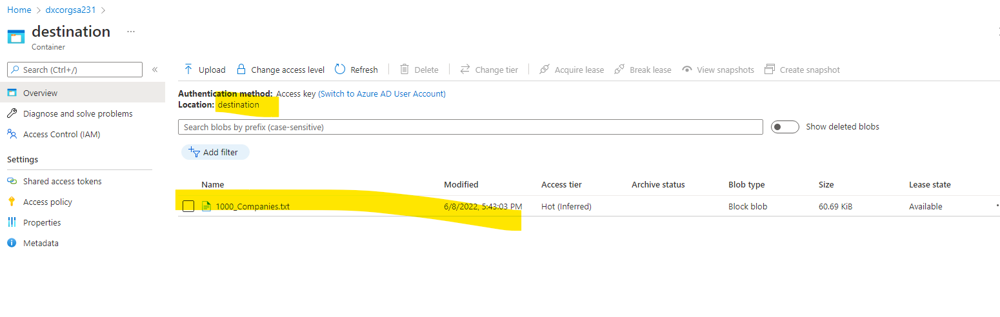 Home > dxcorgsa231 >
destination ...
Container
Search (Ctrl+/) «
Upload Change access level Refresh Delete Change tier Acquire lease Break lease View snapshots Create snapshot
Overview
Diagnose and solve problems
Access Control (IAM)
Settings
Shared access tokens
Access policy
Properties
Metadata
Authentication method: Access key (Switch to Azure AD User Account)
Location: destination
Search blobs by prefix (case-sensitive) Show deleted blobs
Add filter
Name Modified Access tier Archive status Blob type Size Lease state
1000_Companies.txt 6/8/2022, 5:43:03 PM Hot (Inferred) Block blob 60.69 KiB Available